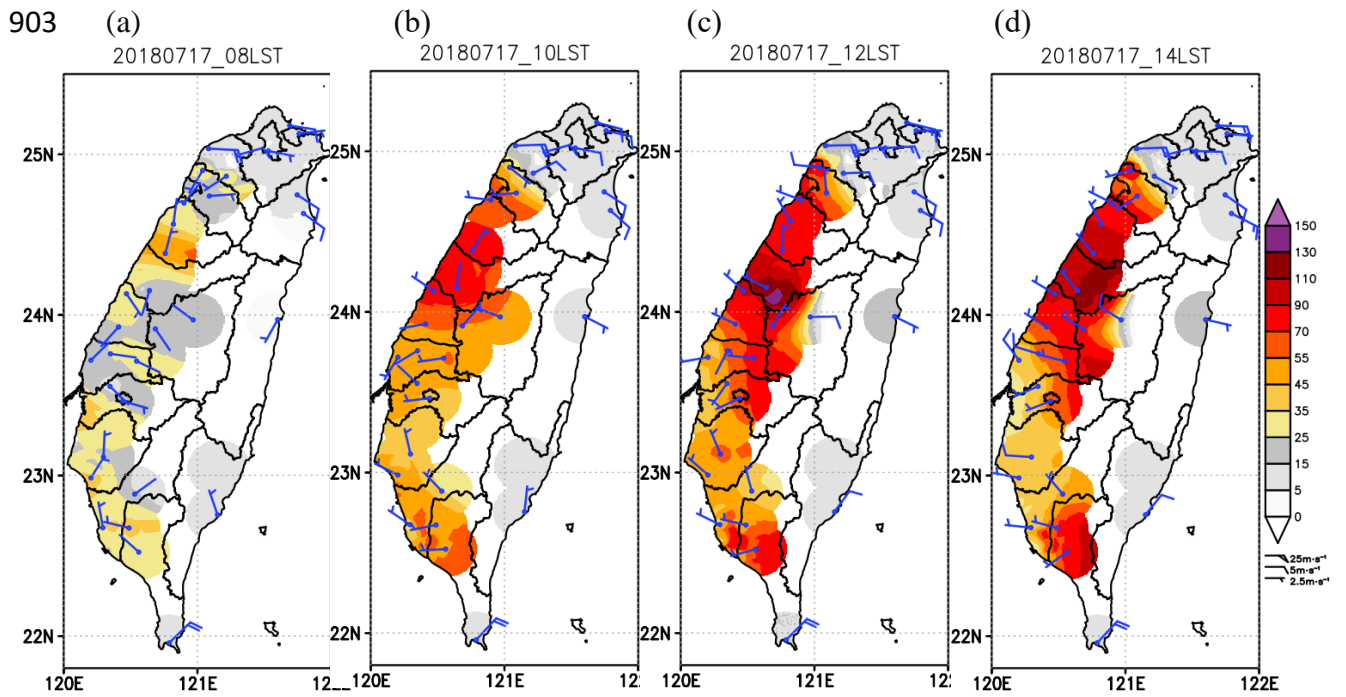 903 (a) (b) (c) (d)
20180717_08LST 20180717_10LST 20180717_12LST 20180717_14LST
25N 25N 25N 25N
24N 24N 24N 24N
23N 23N 23N 23N
22N 22N 22N 22N
120E 121E 120E 121E 120E 121E 120E 121E 122E
150
130
110
90
70
55
45
35
25
15
5
0
25m·s⁻¹
5m·s⁻¹
2.5m·s⁻¹